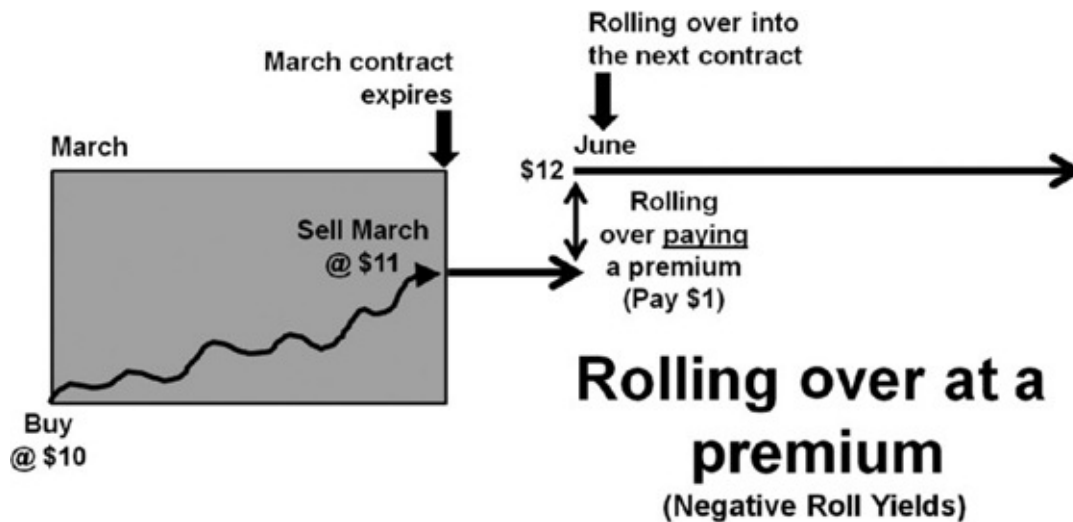 March contract
expires
Rolling over into
the next contract
March
June
$12
Sell March
@ $11
Rolling
over paying
a premium
(Pay $1)
Buy
@ $10
Rolling over at a
premium
(Negative Roll Yields)